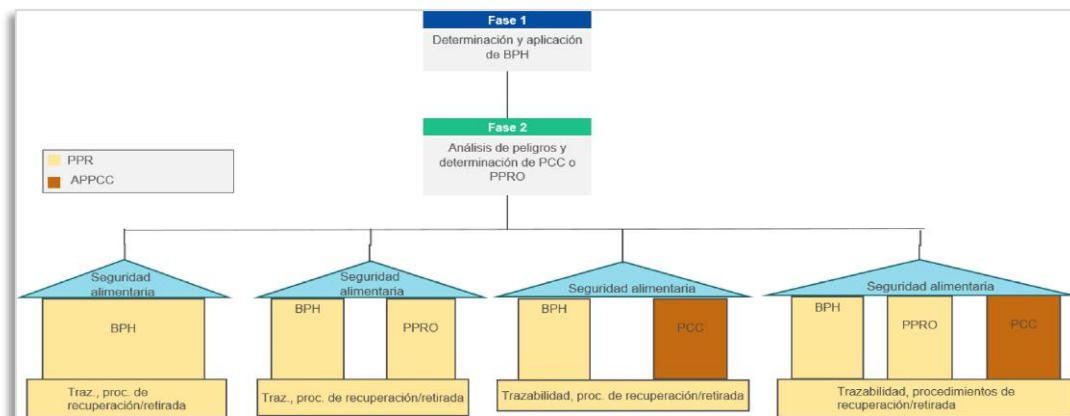 Fase 1
Determinación y aplicación
de BPH
Fase 2
Análisis de peligros y
determinación de PCC o
PPRO
PPR
APPCC
Seguridad
alimentaria
BPH
Traz., proc. de
recuperación/retirada
Seguridad
alimentaria
BPH
PPRO
Traz., proc. de recuperación/retirada
Seguridad alimentaria
BPH
PCC
Trazabilidad, proc. de recuperación/retirada
Seguridad alimentaria
BPH
PPRO
PCC
Trazabilidad, procedimientos de
recuperación/retirada